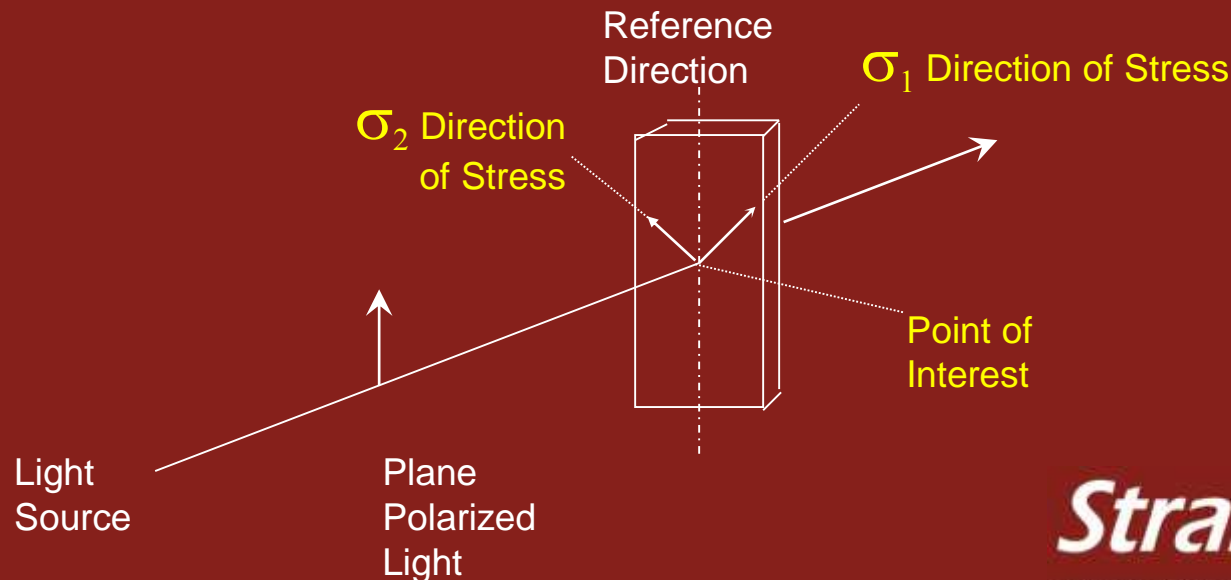 Reference
Direction
σ1 Direction of Stress
σ2 Direction
of Stress
Point of
Interest
Light
Source
Plane
Polarized
Light